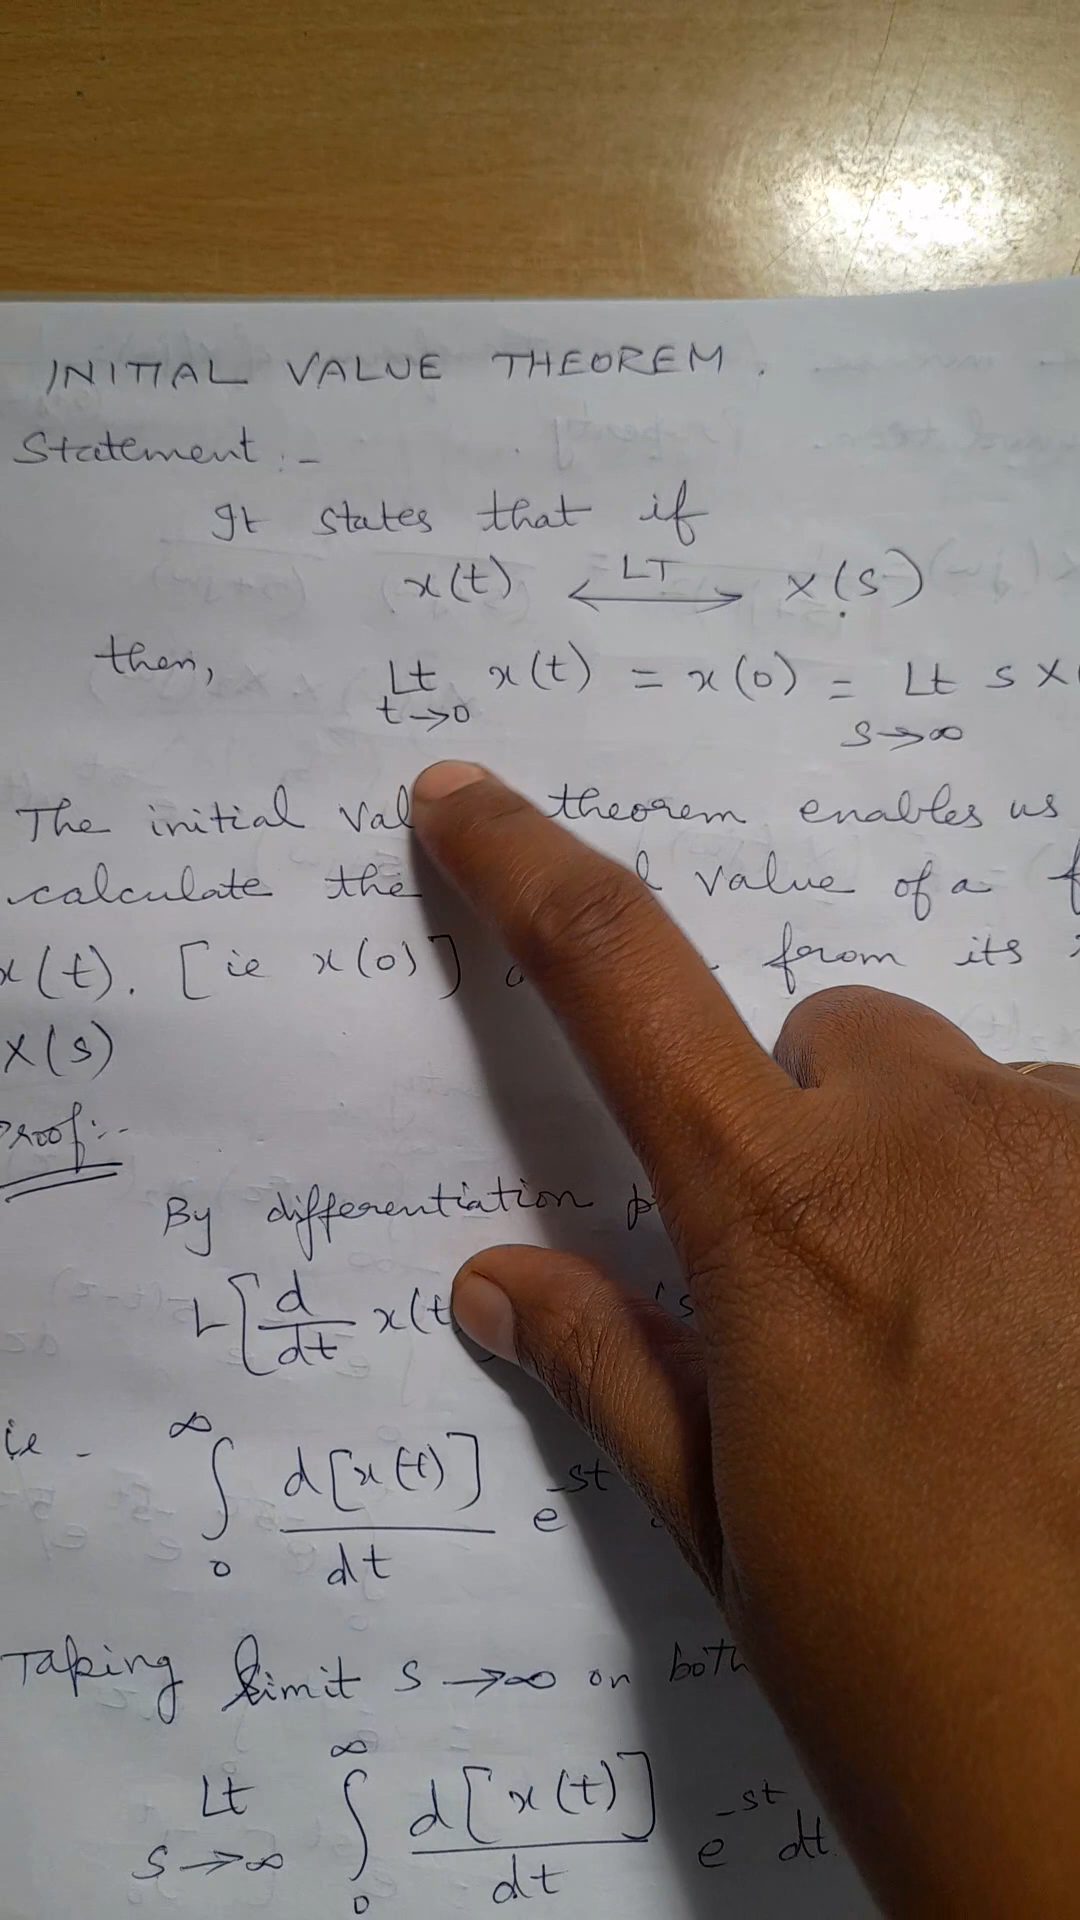 INITIAL VALUE THEOREM.
Statement :-
It states that if
x(t) ⟵LT⟶ X(s)
then, Lt t→0 x(t) = x(0) = Lt s→∞ s X(
The initial val theorem enables us
calculate the value of a
x(t). [ie x(0)] from its
X(s)
Proof:-
By differentiation
L[d/dt x(t
ie - ∫₀^∞ d[x(t)]/dt e^-st
Taking limit s→∞ on both
Lt s→∞ ∫₀^∞ d[x(t)]/dt e^-st dt